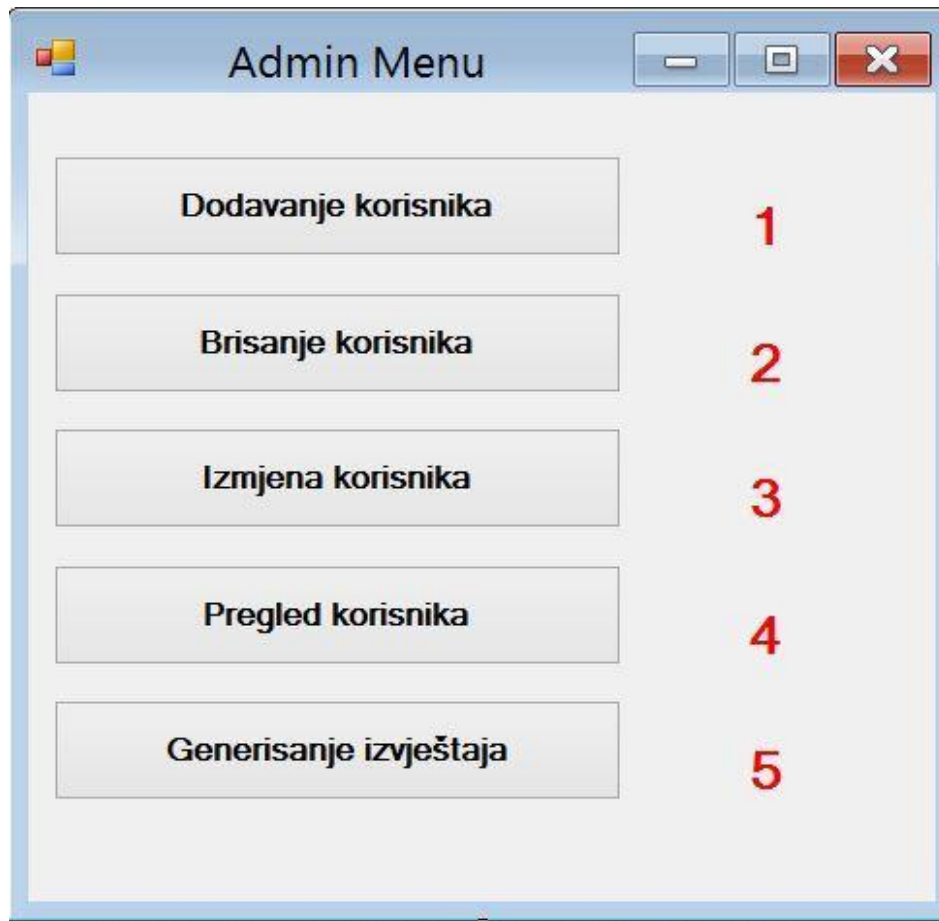 Admin Menu
Dodavanje korisnika 1
Brisanje korisnika 2
Izmjena korisnika 3
Pregled korisnika 4
Generisanje izvještaja 5